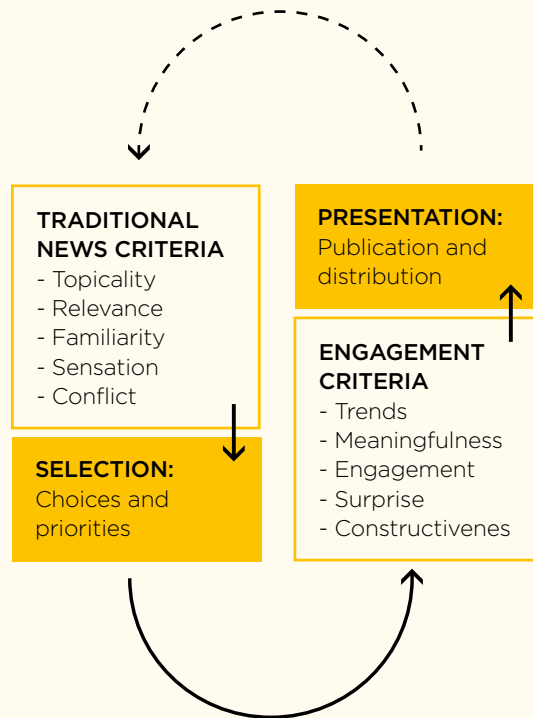 TRADITIONAL
NEWS CRITERIA
- Topicality
- Relevance
- Familiarity
- Sensation
- Conflict
SELECTION:
Choices and
priorities
PRESENTATION:
Publication and
distribution
ENGAGEMENT
CRITERIA
- Trends
- Meaningfulness
- Engagement
- Surprise
- Constructivenes